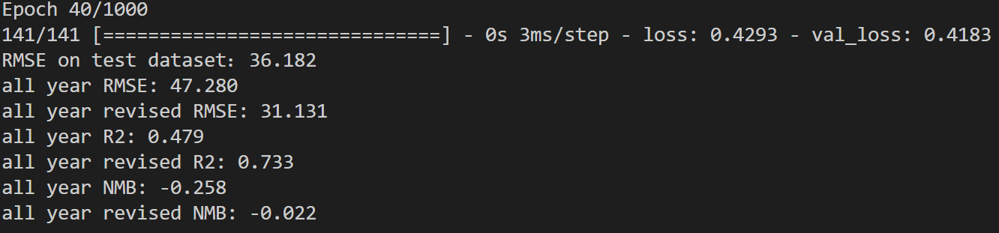 Epoch 40/1000
141/141 [==============================] - 0s 3ms/step - loss: 0.4293 - val_loss: 0.4183
RMSE on test dataset: 36.182
all year RMSE: 47.280
all year revised RMSE: 31.131
all year R2: 0.479
all year revised R2: 0.733
all year NMB: -0.258
all year revised NMB: -0.022